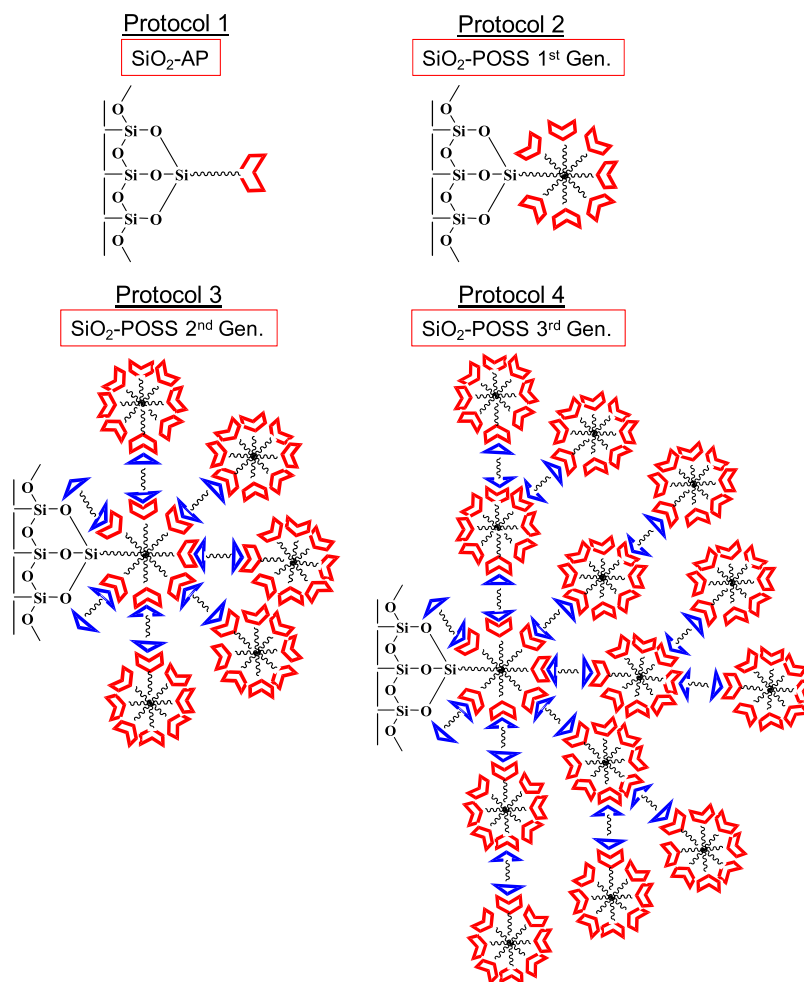 Protocol 1
SiO2-AP
O
Si O
O
Si O Si
O
Si O
O
Protocol 2
SiO2-POSS 1st Gen.
O
Si O
O
Si O Si
O
Si O
O
Protocol 3
SiO2-POSS 2nd Gen.
O
Si O
O
Si O Si
O
Si O
O
Protocol 4
SiO2-POSS 3rd Gen.
O
Si O
O
Si O Si
O
Si O
O